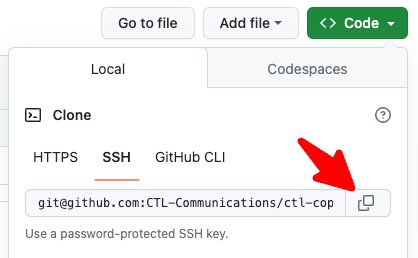 Go to file Add file Code
Local Codespaces
Clone
HTTPS SSH GitHub CLI
git@github.com:CTL-Communications/ctl-cop
Use a password-protected SSH key.